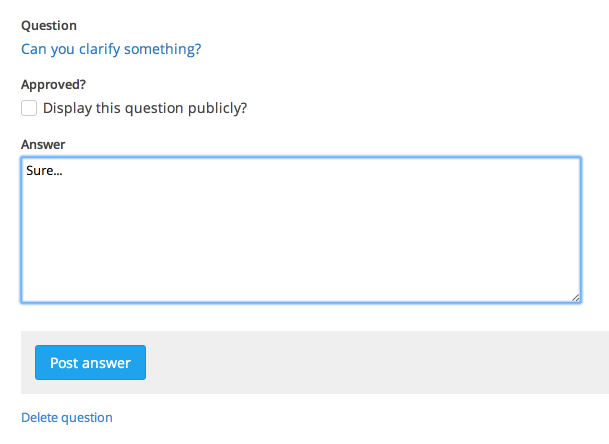 Question
Can you clarify something?
Approved?
Display this question publicly?
Answer
Sure...
Post answer
Delete question